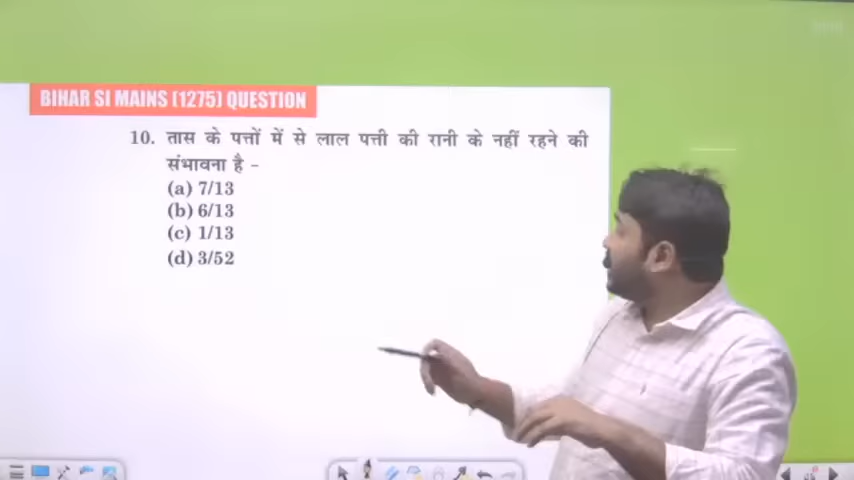 BIHAR SI MAINS (1275) QUESTION
10. तास के पत्तों में से लाल पत्ती की रानी के नहीं रहने की
संभावना है -
(a) 7/13
(b) 6/13
(c) 1/13
(d) 3/52